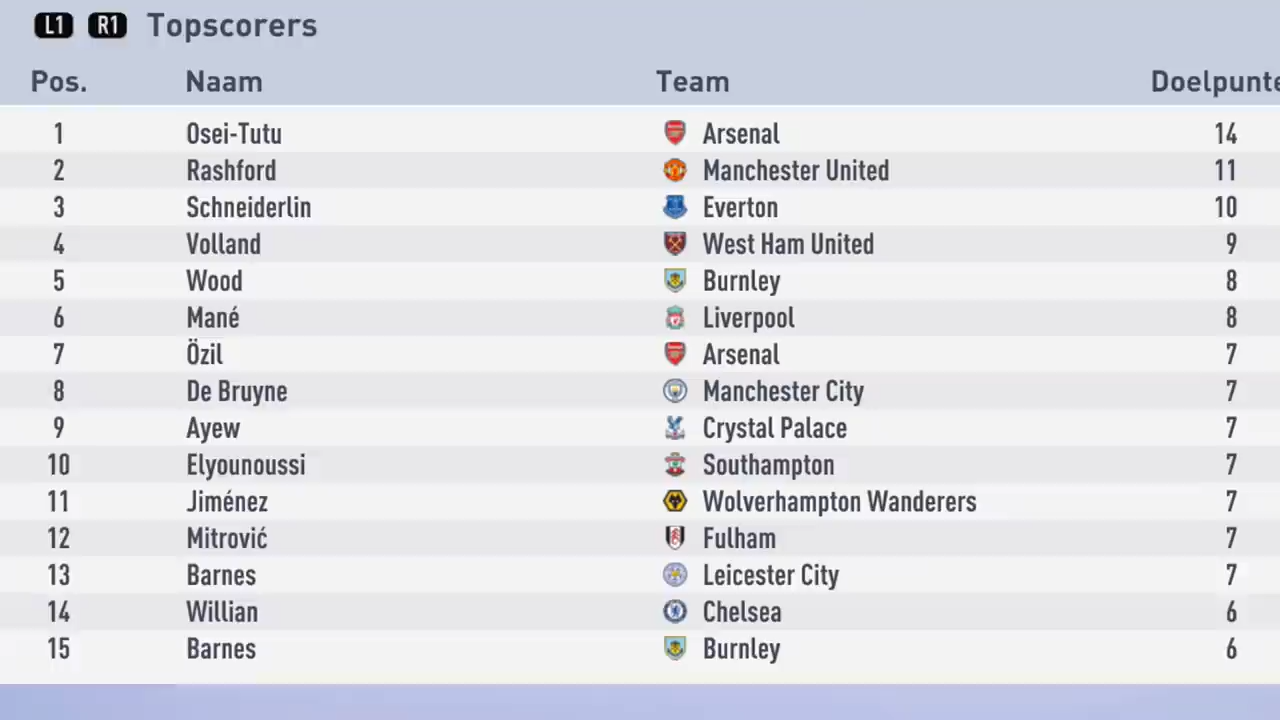 L1 R1 Topscorers
Pos. Naam Team Doelpunte
1 Osei-Tutu Arsenal 14
2 Rashford Manchester United 11
3 Schneiderlin Everton 10
4 Volland West Ham United 9
5 Wood Burnley 8
6 Mané Liverpool 8
7 Özil Arsenal 7
8 De Bruyne Manchester City 7
9 Ayew Crystal Palace 7
10 Elyounoussi Southampton 7
11 Jiménez Wolverhampton Wanderers 7
12 Mitrović Fulham 7
13 Barnes Leicester City 7
14 Willian Chelsea 6
15 Barnes Burnley 6